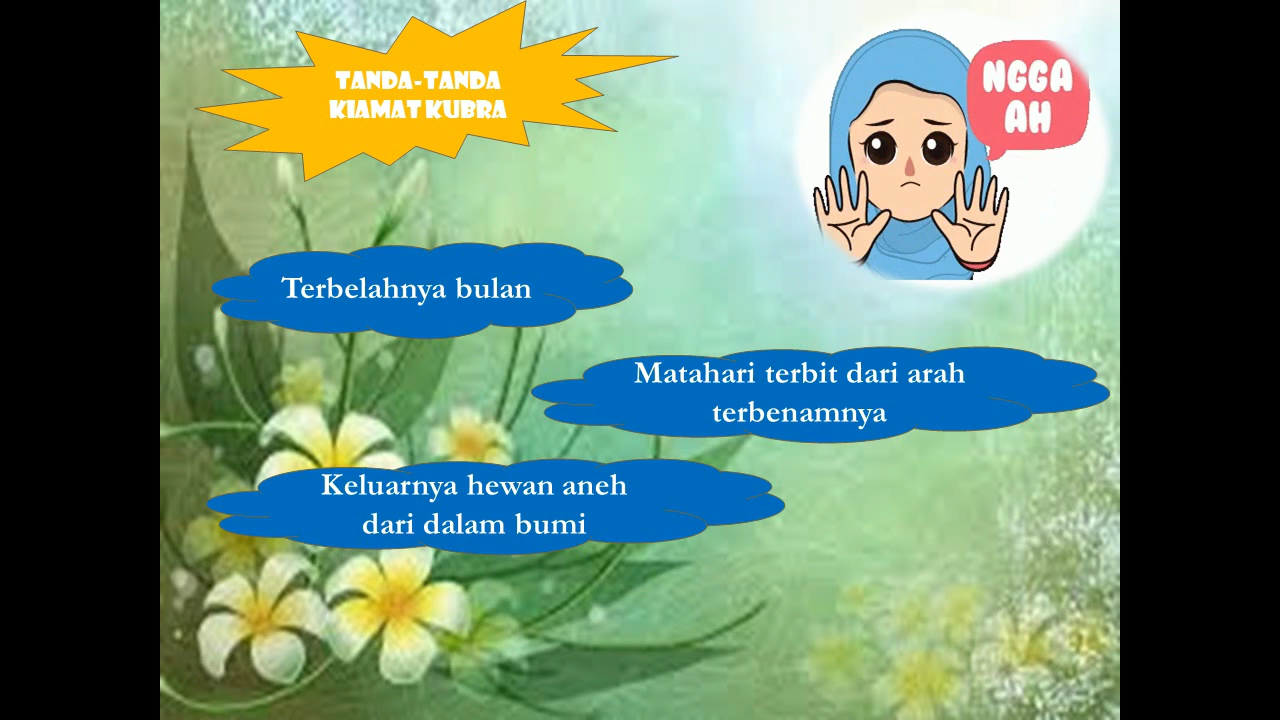 TANDA-TANDA
KIAMAT KUBRA
NGGA
AH
Terbelahnya bulan
Matahari terbit dari arah
terbenamnya
Keluarnya hewan aneh
dari dalam bumi